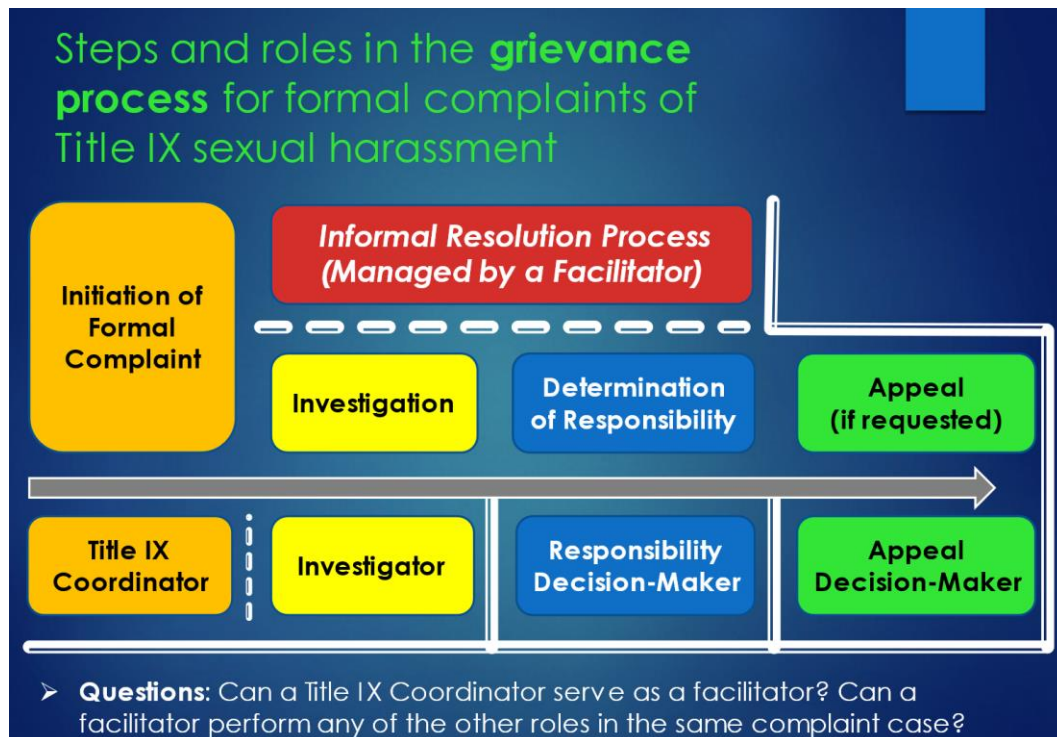 Steps and roles in the grievance
process for formal complaints of
Title IX sexual harassment
Initiation of
Formal
Complaint
Informal Resolution Process
(Managed by a Facilitator)
Investigation
Determination
of Responsibility
Appeal
(if requested)
Title IX
Coordinator
Investigator
Responsibility
Decision-Maker
Appeal
Decision-Maker
➢ Questions: Can a Title IX Coordinator serve as a facilitator? Can a
facilitator perform any of the other roles in the same complaint case?